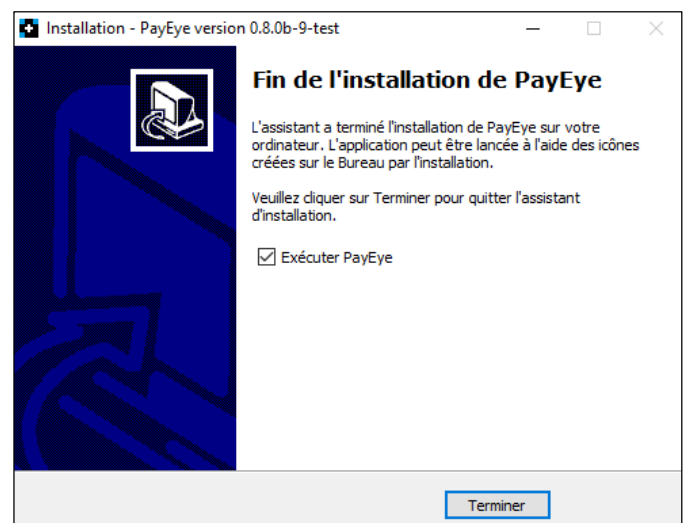 Installation - PayEye version 0.8.0b-9-test
Fin de l'installation de PayEye
L'assistant a terminé l'installation de PayEye sur votre
ordinateur. L'application peut être lancée à l'aide des icônes
créées sur le Bureau par l'installation.
Veuillez cliquer sur Terminer pour quitter l'assistant
d'installation.
Exécuter PayEye
Terminer